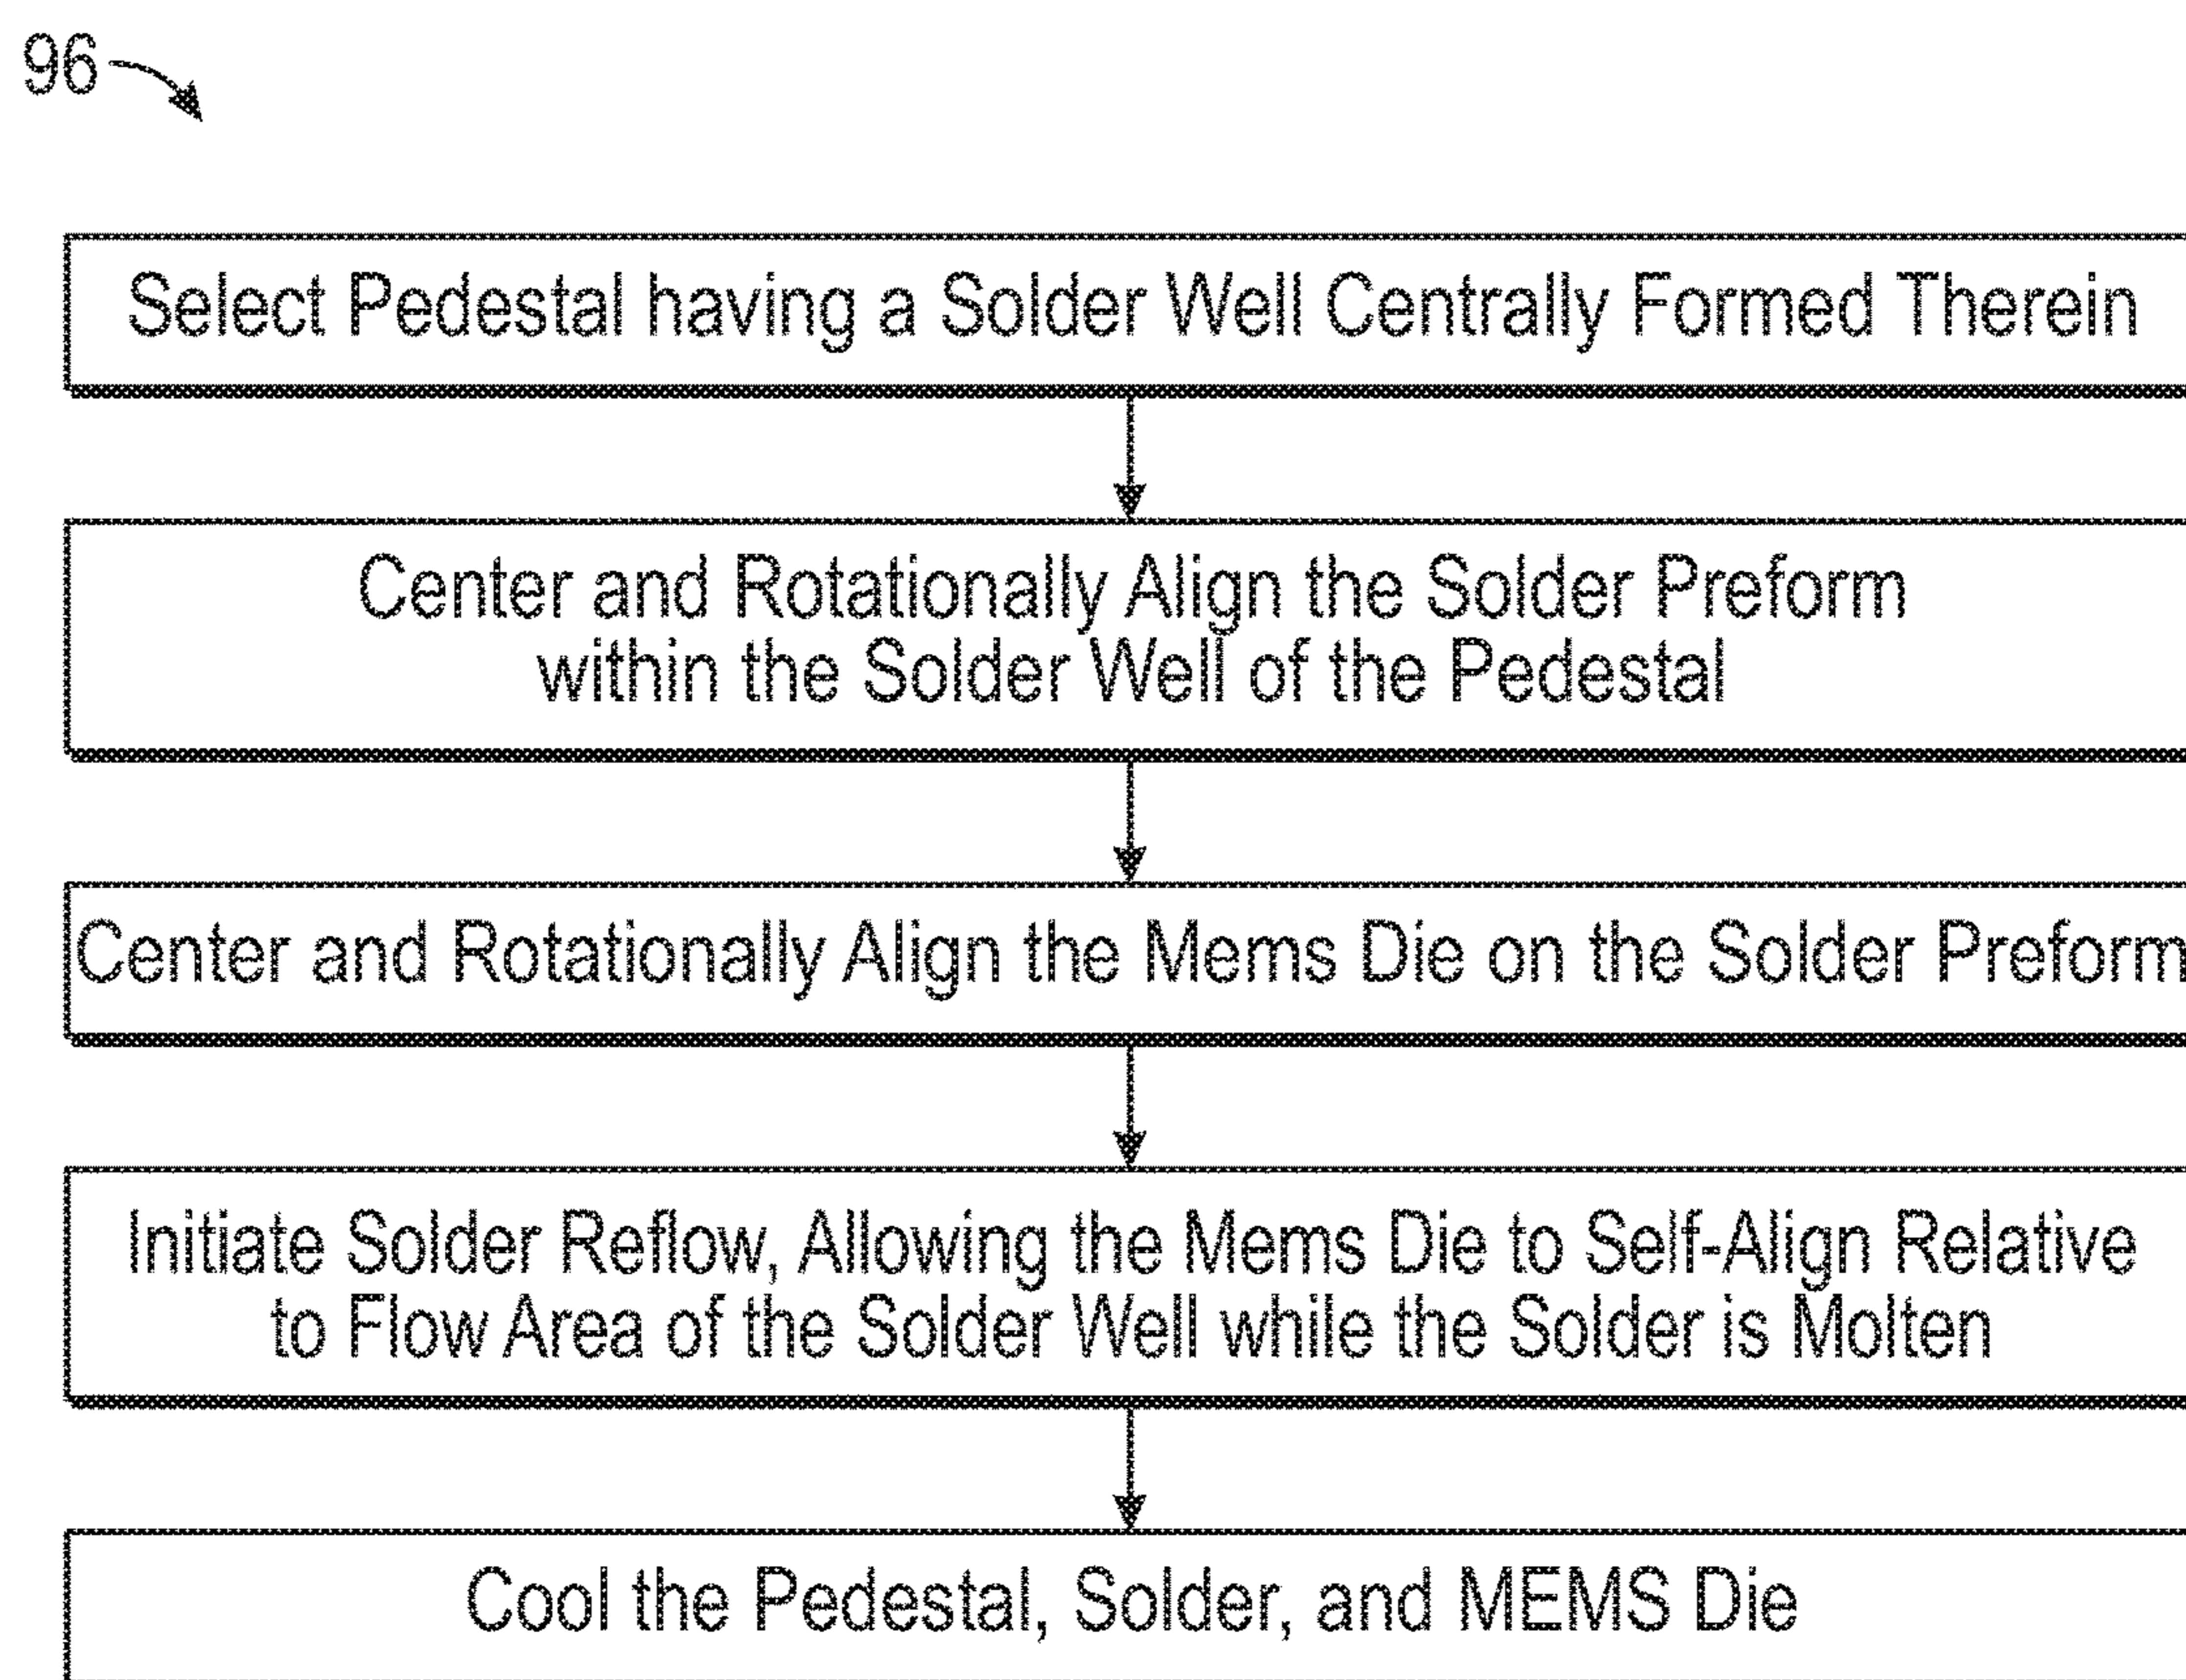 96
Select Pedestal having a Solder Well Centrally Formed Therein
Center and Rotationally Align the Solder Preform
within the Solder Well of the Pedestal
Center and Rotationally Align the Mems Die on the Solder Preform
Initiate Solder Reflow, Allowing the Mems Die to Self-Align Relative
to Flow Area of the Solder Well while the Solder is Molten
Cool the Pedestal, Solder, and MEMS Die